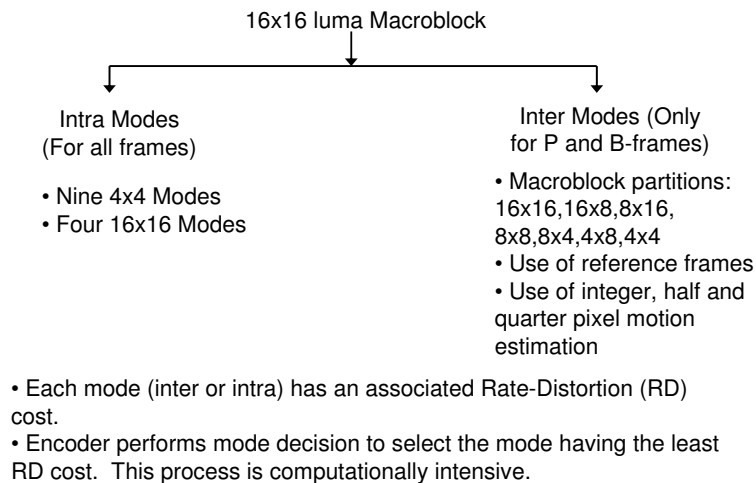 16x16 luma Macroblock
Intra Modes
(For all frames)
• Nine 4x4 Modes
• Four 16x16 Modes
Inter Modes (Only
for P and B-frames)
• Macroblock partitions:
16x16,16x8,8x16,
8x8,8x4,4x8,4x4
• Use of reference frames
• Use of integer, half and
quarter pixel motion
estimation
• Each mode (inter or intra) has an associated Rate-Distortion (RD)
cost.
• Encoder performs mode decision to select the mode having the least
RD cost.  This process is computationally intensive.